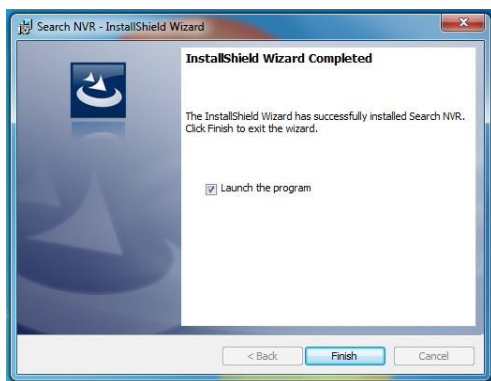 Search NVR - InstallShield Wizard
InstallShield Wizard Completed
The InstallShield Wizard has successfully installed Search NVR.
Click Finish to exit the wizard.
Launch the program
< Back
Finish
Cancel